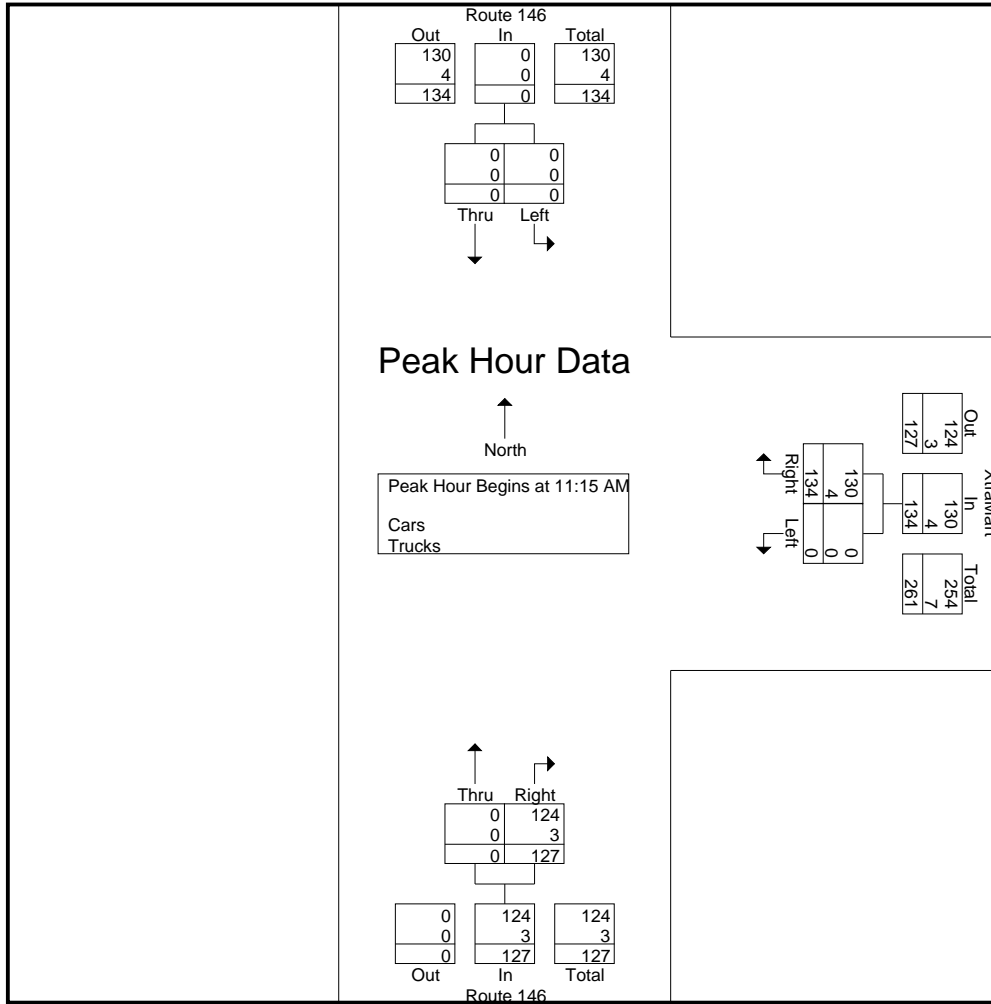 Route 146
Out In Total
130 0 130
4 0 4
134 0 134
0 0
0 0
0 0
Thru Left
Peak Hour Data
North
Peak Hour Begins at 11:15 AM
Cars
Trucks
Right Left
130 0
4 0
134 0
XtraMart
Out In Total
124 130 254
3 4 7
127 134 261
Thru Right
0 124
0 3
0 127
0 124 124
0 3 3
0 127 127
Out In Total
Route 146